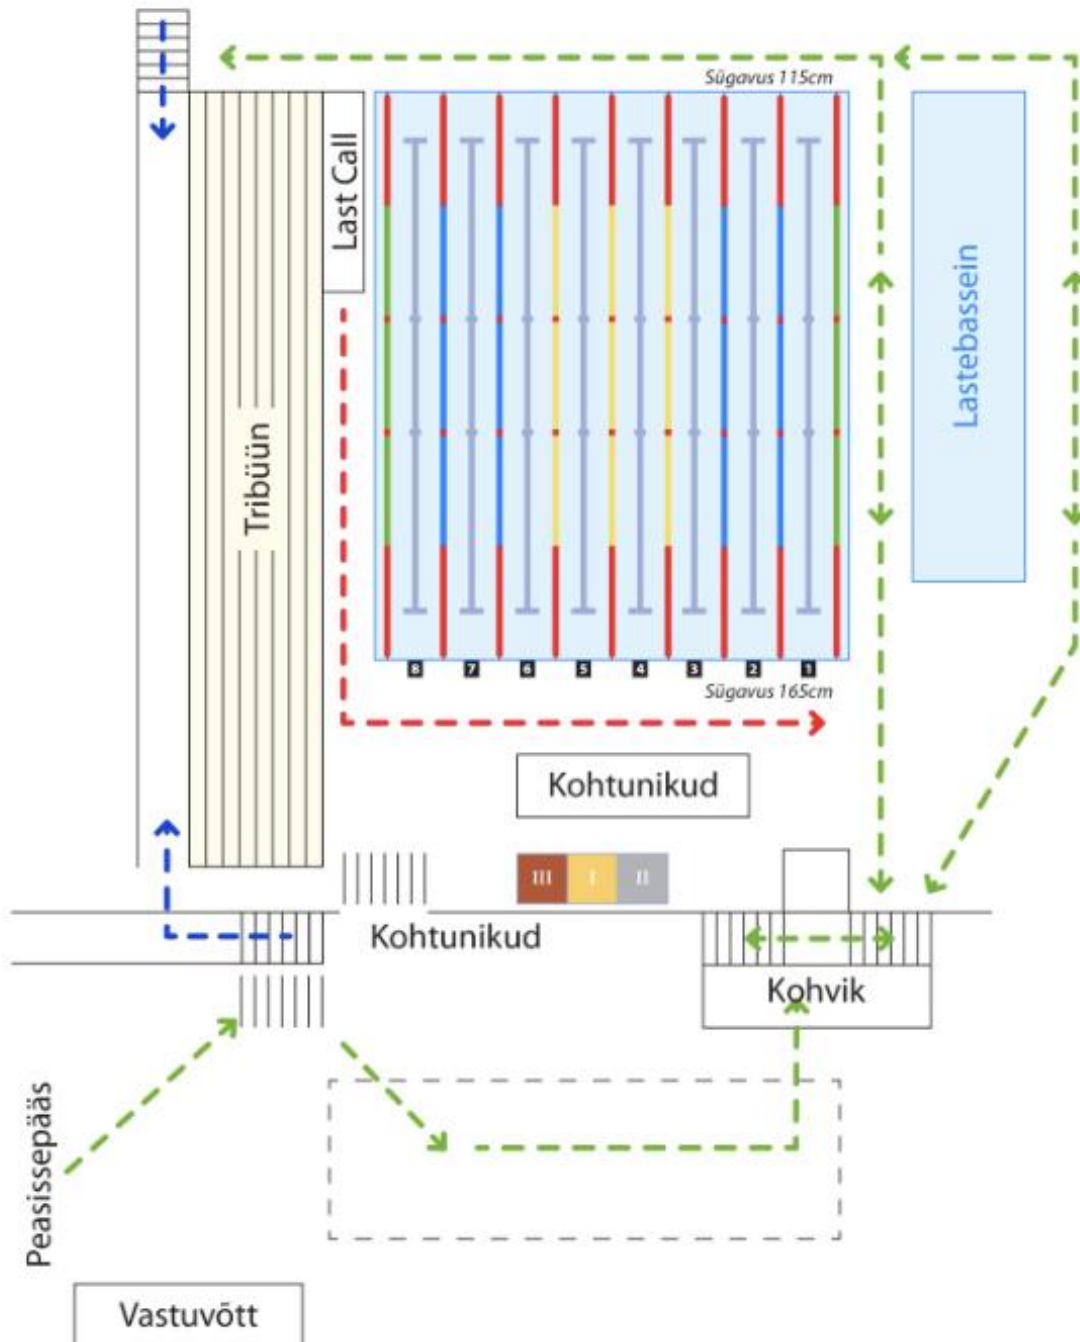 Sügavus 115cm
Last Call
Lastebassein
Tribüün
8 7 6 5 4 3 2 1
Sügavus 165cm
Kohtunikud
III I II
Kohtunikud
Kohvik
Peasissepääs
Vastuvõtt